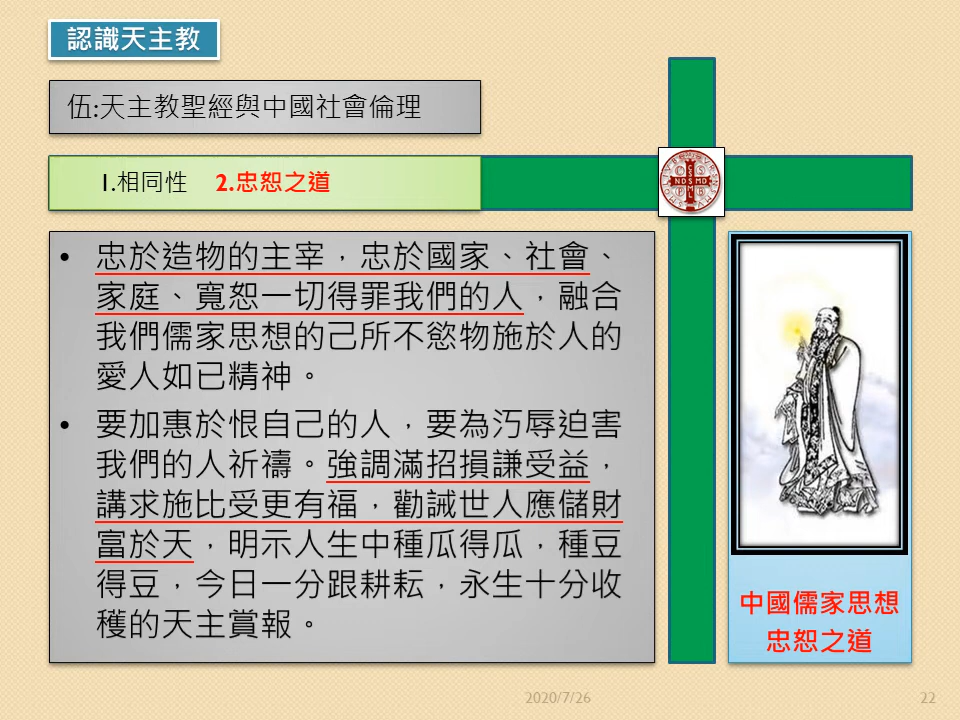 認識天主教
伍:天主教聖經與中國社會倫理
1.相同性 2.忠恕之道
• 忠於造物的主宰，忠於國家、社會、
家庭、寬恕一切得罪我們的人，融合
我們儒家思想的己所不慾物施於人的
愛人如已精神。
• 要加惠於恨自己的人，要為汚辱迫害
我們的人祈禱。強調滿招損謙受益，
講求施比受更有福，勸誡世人應儲財
富於天，明示人生中種瓜得瓜，種豆
得豆，今日一分跟耕耘，永生十分收
穫的天主賞報。
中國儒家思想
忠恕之道
2020/7/26
22